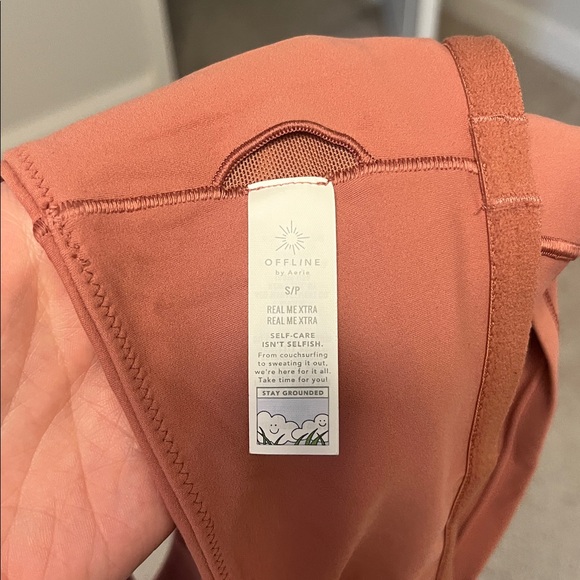 OFFLINE
by Aerie
S/P
REAL ME XTRA
REAL ME XTRA
SELF-CARE
ISN'T SELFISH.
From couchsurfing
to sweating it out,
we're here for it all.
Take time for you!
STAY GROUNDED